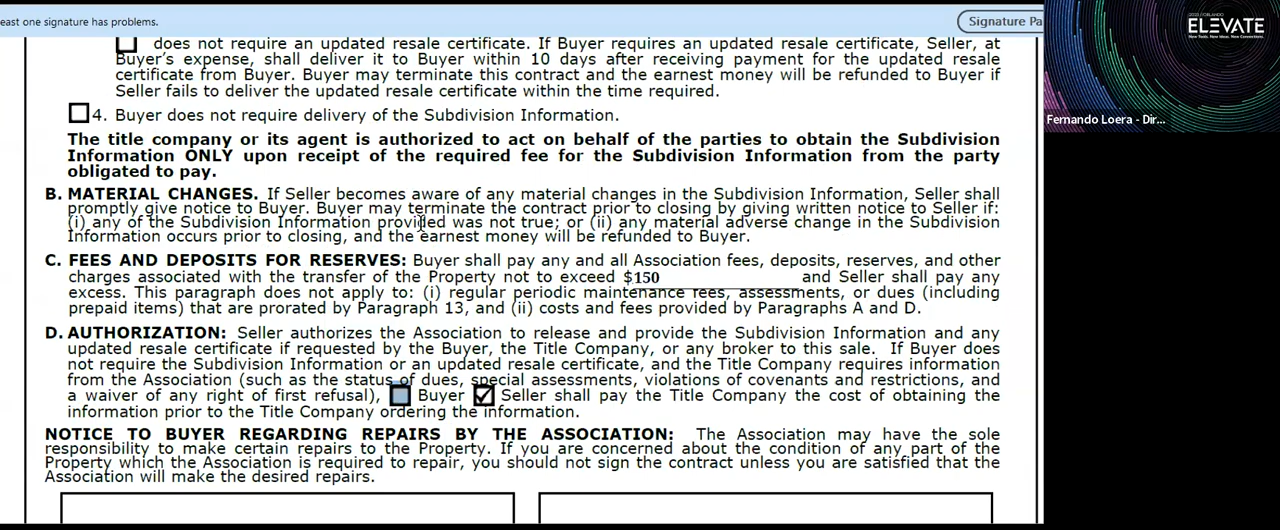 east one signature has problems.
Signature Pa
does not require an updated resale certificate. If Buyer requires an updated resale certificate, Seller, at
Buyer's expense, shall deliver it to Buyer within 10 days after receiving payment for the updated resale
certificate from Buyer. Buyer may terminate this contract and the earnest money will be refunded to Buyer if
Seller fails to deliver the updated resale certificate within the time required.
4. Buyer does not require delivery of the Subdivision Information.
The title company or its agent is authorized to act on behalf of the parties to obtain the Subdivision
Information ONLY upon receipt of the required fee for the Subdivision Information from the party
obligated to pay.
B. MATERIAL CHANGES. If Seller becomes aware of any material changes in the Subdivision Information, Seller shall
promptly give notice to Buyer. Buyer may terminate the contract prior to closing by giving written notice to Seller if:
(i) any of the Subdivision Information provided was not true; or (ii) any material adverse change in the Subdivision
Information occurs prior to closing, and the earnest money will be refunded to Buyer.
C. FEES AND DEPOSITS FOR RESERVES: Buyer shall pay any and all Association fees, deposits, reserves, and other
charges associated with the transfer of the Property not to exceed $150 and Seller shall pay any
excess. This paragraph does not apply to: (i) regular periodic maintenance fees, assessments, or dues (including
prepaid items) that are prorated by Paragraph 13, and (ii) costs and fees provided by Paragraphs A and D.
D. AUTHORIZATION: Seller authorizes the Association to release and provide the Subdivision Information and any
updated resale certificate if requested by the Buyer, the Title Company, or any broker to this sale. If Buyer does
not require the Subdivision Information or an updated resale certificate, and the Title Company requires information
from the Association (such as the status of dues, special assessments, violations of covenants and restrictions, and
a waiver of any right of first refusal), Buyer Seller shall pay the Title Company the cost of obtaining the
information prior to the Title Company ordering the information.
NOTICE TO BUYER REGARDING REPAIRS BY THE ASSOCIATION: The Association may have the sole
responsibility to make certain repairs to the Property. If you are concerned about the condition of any part of the
Property which the Association is required to repair, you should not sign the contract unless you are satisfied that the
Association will make the desired repairs.
ELEVATE
New Tools. New Ideas. New Connections.
Fernando Loera - Dir...